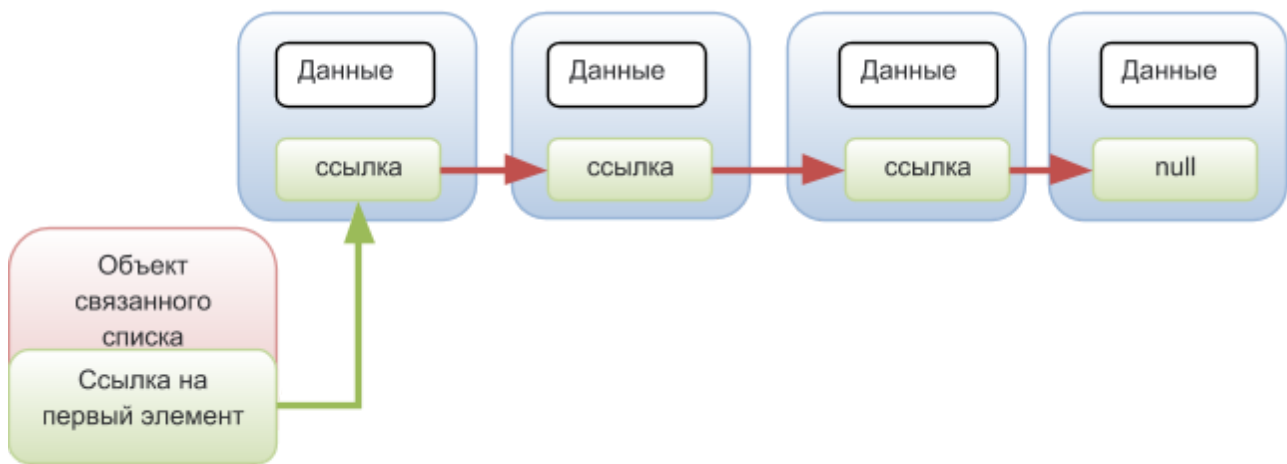 Данные
Данные
Данные
Данные
ссылка
ссылка
ссылка
null
Объект
связанного
списка
Ссылка на
первый элемент